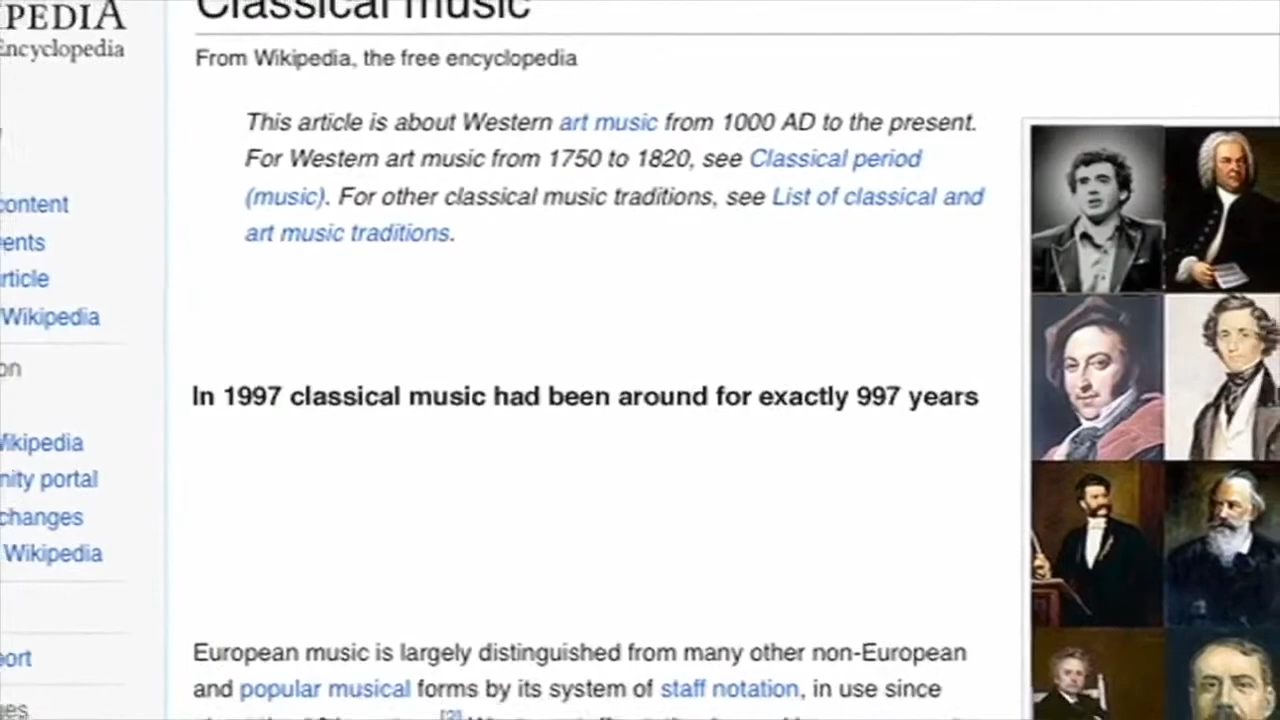 PEDIA
Encyclopedia
content
ents
rticle
Wikipedia
on
Wikipedia
nity portal
changes
Wikipedia
port
ges
Classical music
From Wikipedia, the free encyclopedia
This article is about Western art music from 1000 AD to the present.
For Western art music from 1750 to 1820, see Classical period
(music). For other classical music traditions, see List of classical and
art music traditions.
In 1997 classical music had been around for exactly 997 years
European music is largely distinguished from many other non-European
and popular musical forms by its system of staff notation, in use since